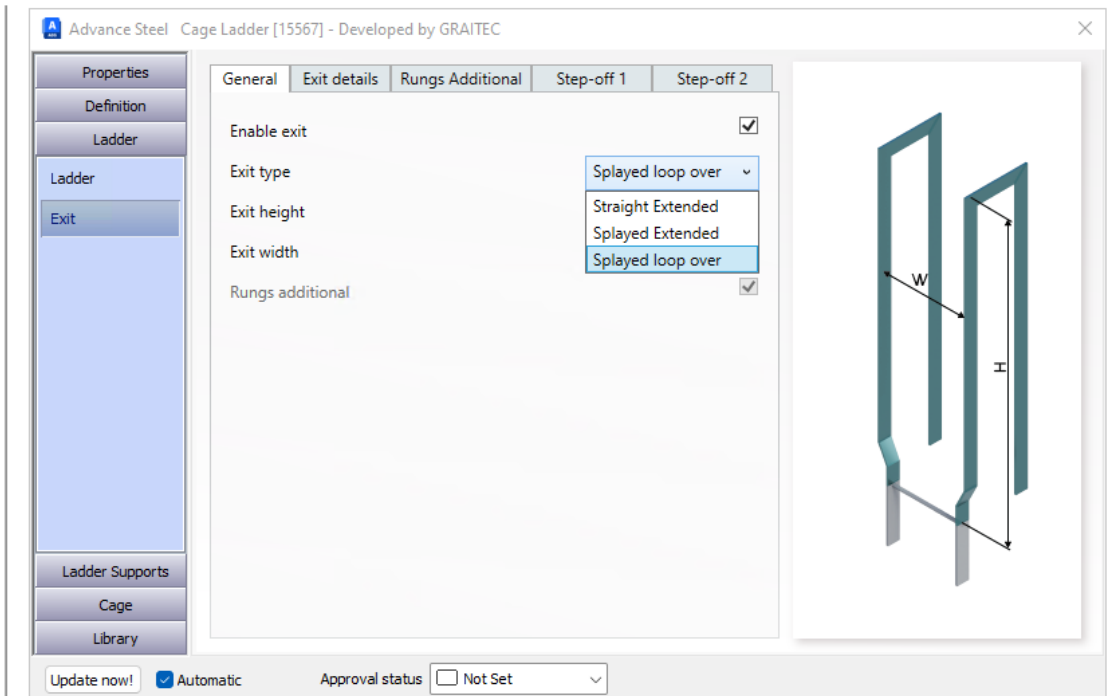 Advance Steel Cage Ladder [15567] - Developed by GRAITEC
Properties
Definition
Ladder
Ladder
Exit
Ladder Supports
Cage
Library
General Exit details Rungs Additional Step-off 1 Step-off 2
Enable exit
Exit type Splayed loop over
Straight Extended
Splayed Extended
Splayed loop over
Exit height
Exit width
Rungs additional
W
H
Update now! Automatic Approval status Not Set